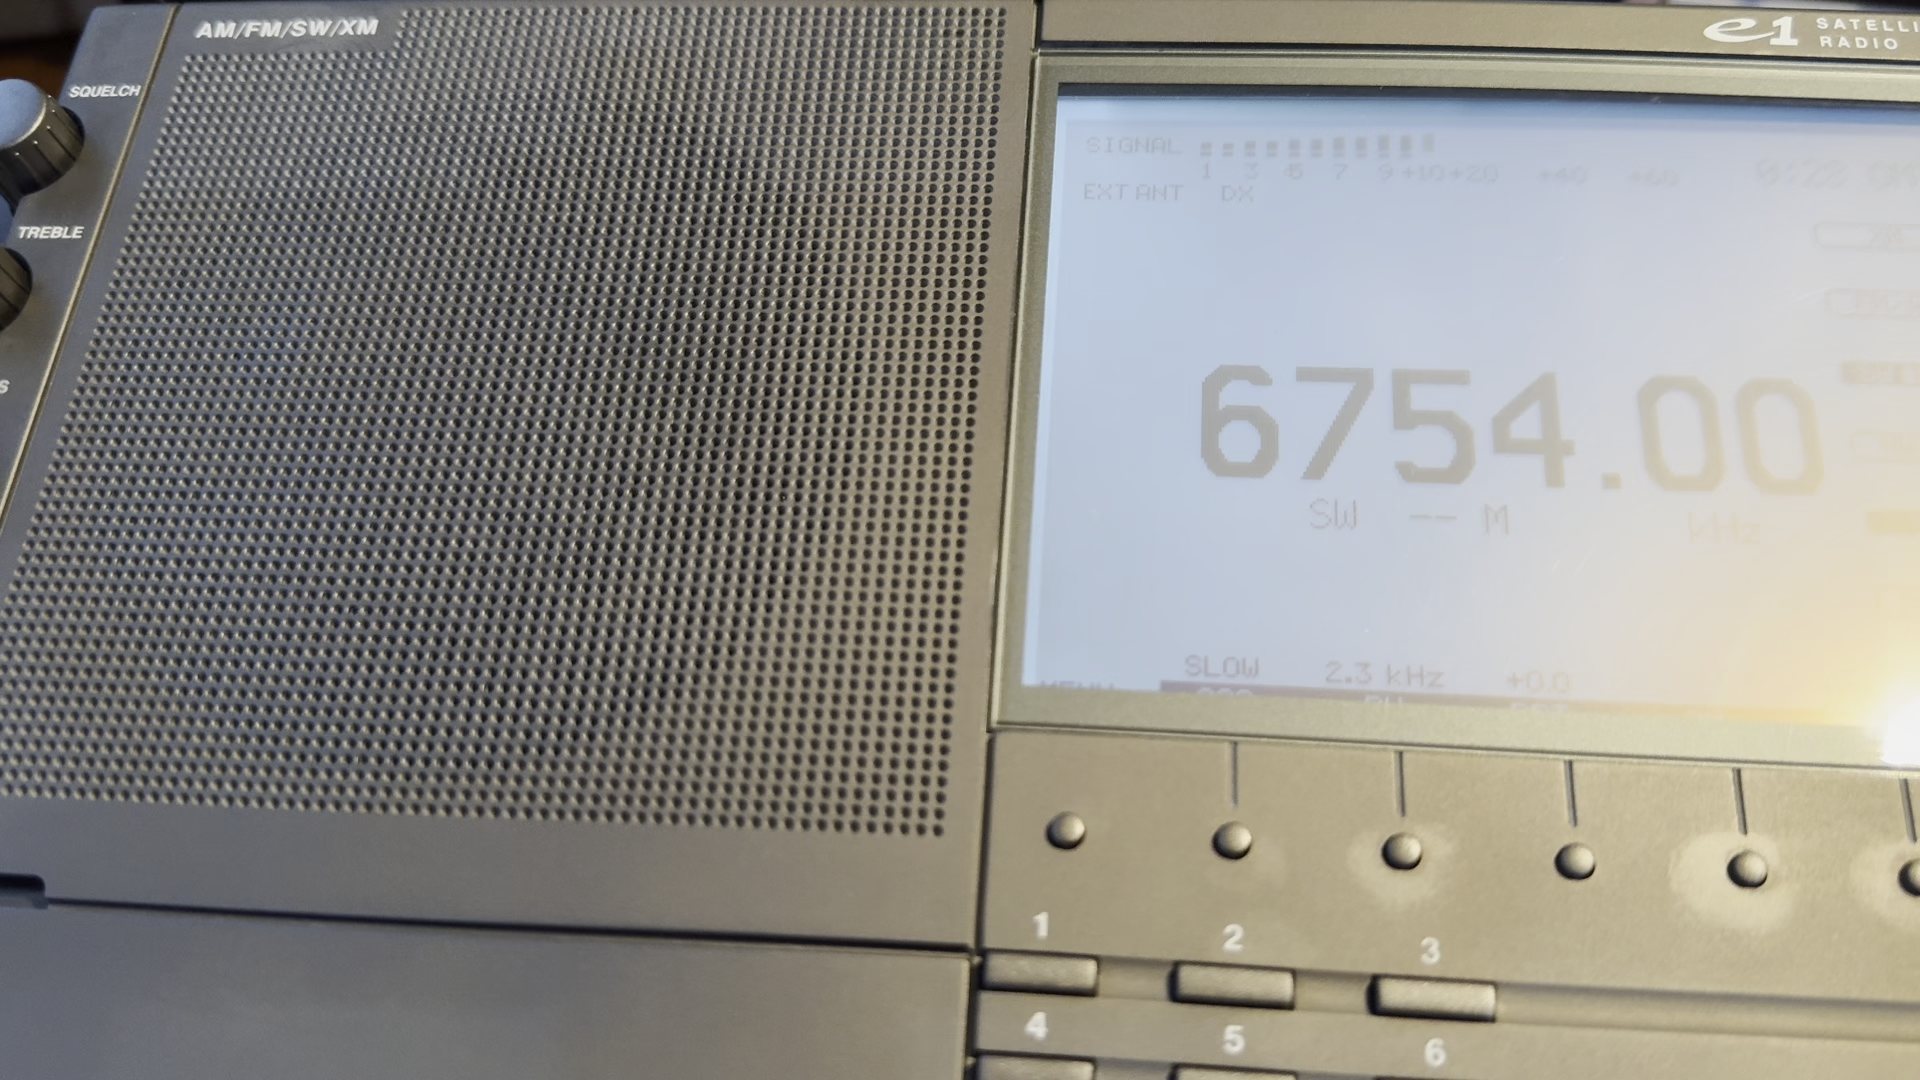 AM/FM/SW/XM
e1 SATELLI
RADIO
SQUELCH
TREBLE
S
SIGNAL
1 3 5 7 9 +10 +20 +40 +60
EXT ANT DX
6754.00
SW -- M kHz
SLOW 2.3 kHz +0.0
1
2
3
4
5
6